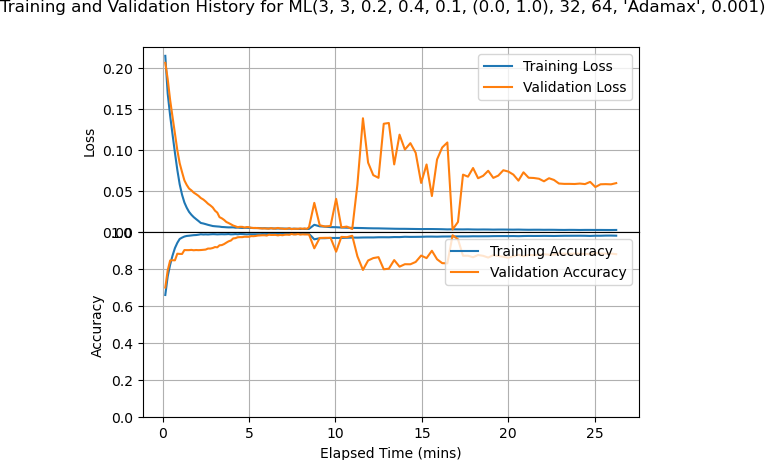 Training and Validation History for ML(3, 3, 0.2, 0.4, 0.1, (0.0, 1.0), 32, 64, 'Adamax', 0.001)
Training Loss
Validation Loss
0.20
0.15
0.10
0.05
0.00
Loss
Training Accuracy
Validation Accuracy
1.0
0.8
0.6
0.4
0.2
0.0
Accuracy
0 5 10 15 20 25
Elapsed Time (mins)